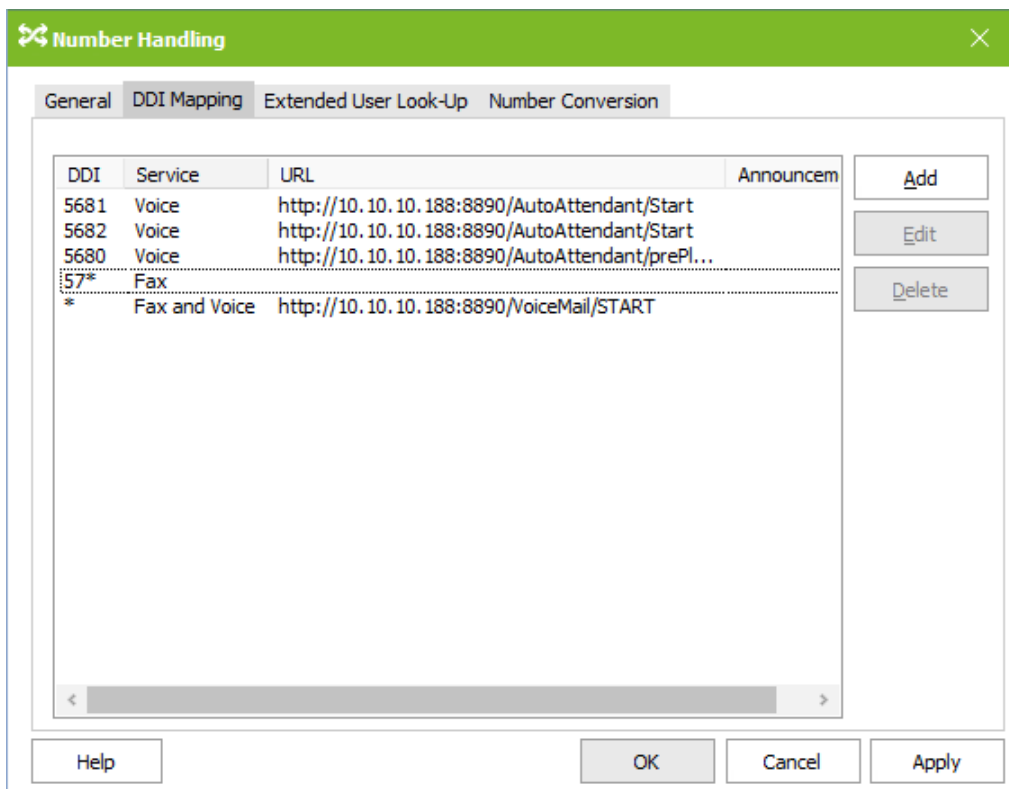 Number Handling
General DDI Mapping Extended User Look-Up Number Conversion
DDI Service URL Announcem
5681 Voice http://10.10.10.188:8890/AutoAttendant/Start
5682 Voice http://10.10.10.188:8890/AutoAttendant/Start
5680 Voice http://10.10.10.188:8890/AutoAttendant/prePl...
57* Fax
* Fax and Voice http://10.10.10.188:8890/VoiceMail/START
Add
Edit
Delete
Help OK Cancel Apply